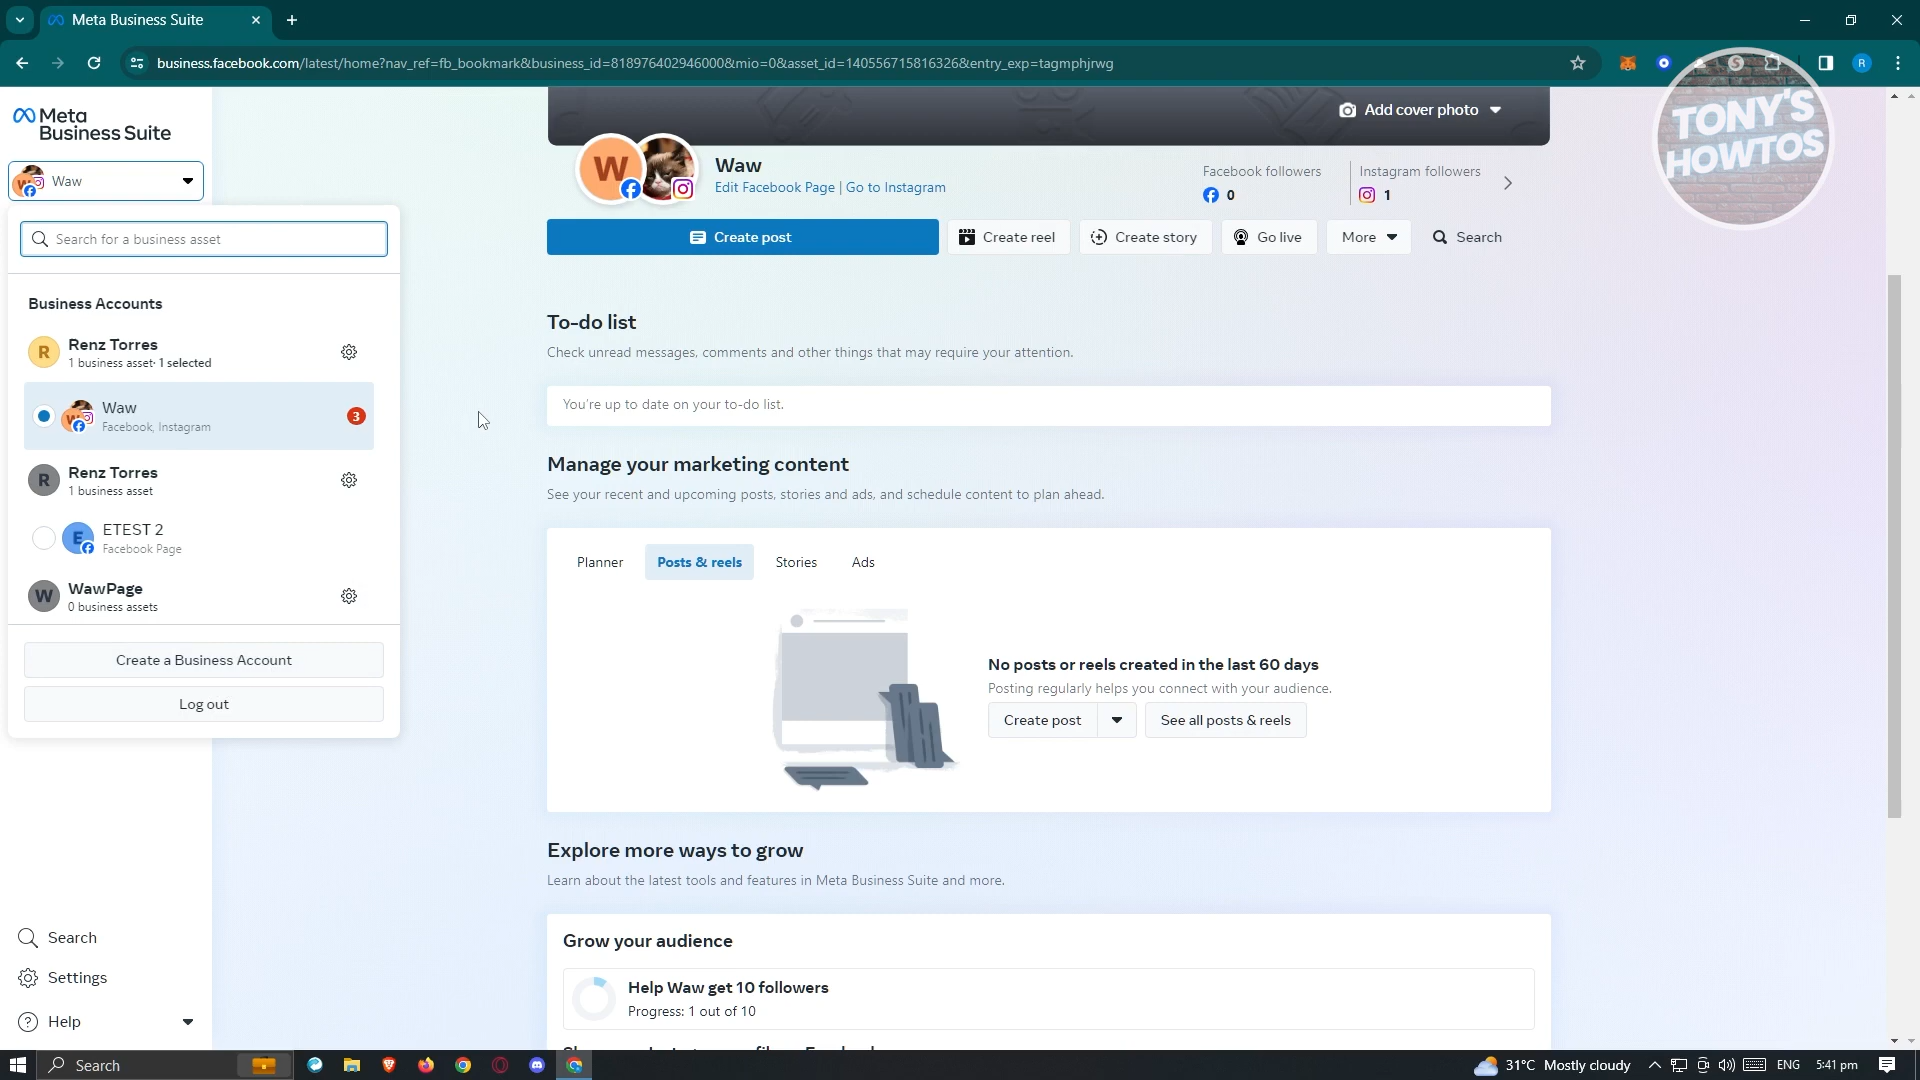 Meta Business Suite
business.facebook.com/latest/home?nav_ref=fb_bookmark&business_id=818976402946000&mio=0&asset_id=140556715816326&entry_exp=tagmphjrwg
R
TONY'S
HOWTOS
Meta
Business Suite
Waw
Search for a business asset
Business Accounts
R
Renz Torres
1 business asset· 1 selected
Waw
Facebook, Instagram
3
R
Renz Torres
1 business asset
E
ETEST 2
Facebook Page
W
WawPage
0 business assets
Create a Business Account
Log out
Search
Settings
Help
Add cover photo
W
Waw
Edit Facebook Page | Go to Instagram
Facebook followers
0
Instagram followers
1
Create post
Create reel
Create story
Go live
More
Search
To-do list
Check unread messages, comments and other things that may require your attention.
You're up to date on your to-do list.
Manage your marketing content
See your recent and upcoming posts, stories and ads, and schedule content to plan ahead.
Planner
Posts & reels
Stories
Ads
No posts or reels created in the last 60 days
Posting regularly helps you connect with your audience.
Create post
See all posts & reels
Explore more ways to grow
Learn about the latest tools and features in Meta Business Suite and more.
Grow your audience
Help Waw get 10 followers
Progress: 1 out of 10
Search
31°C Mostly cloudy
ENG
5:41 pm